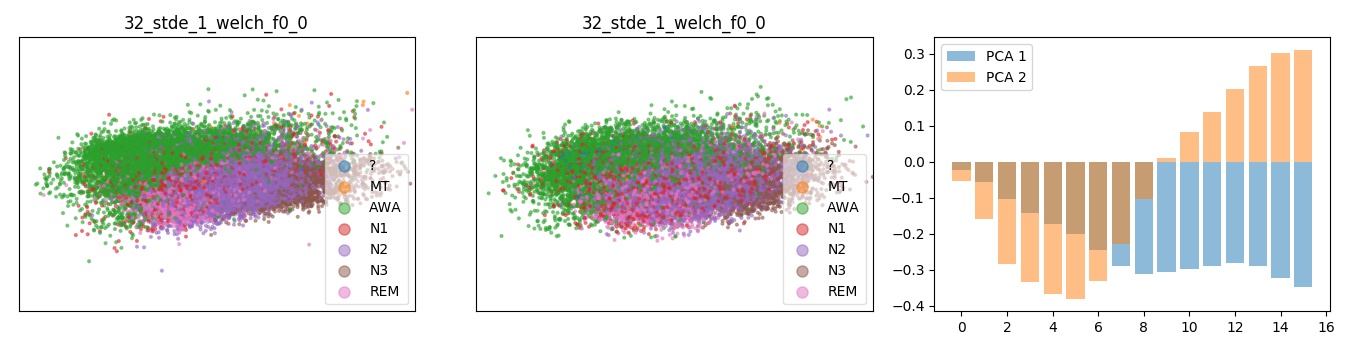 32_stde_1_welch_f0_0
?
MT
AWA
N1
N2
N3
REM
32_stde_1_welch_f0_0
?
MT
AWA
N1
N2
N3
REM
PCA 1
PCA 2
0.3
0.2
0.1
0.0
−0.1
−0.2
−0.3
−0.4
0 2 4 6 8 10 12 14 16